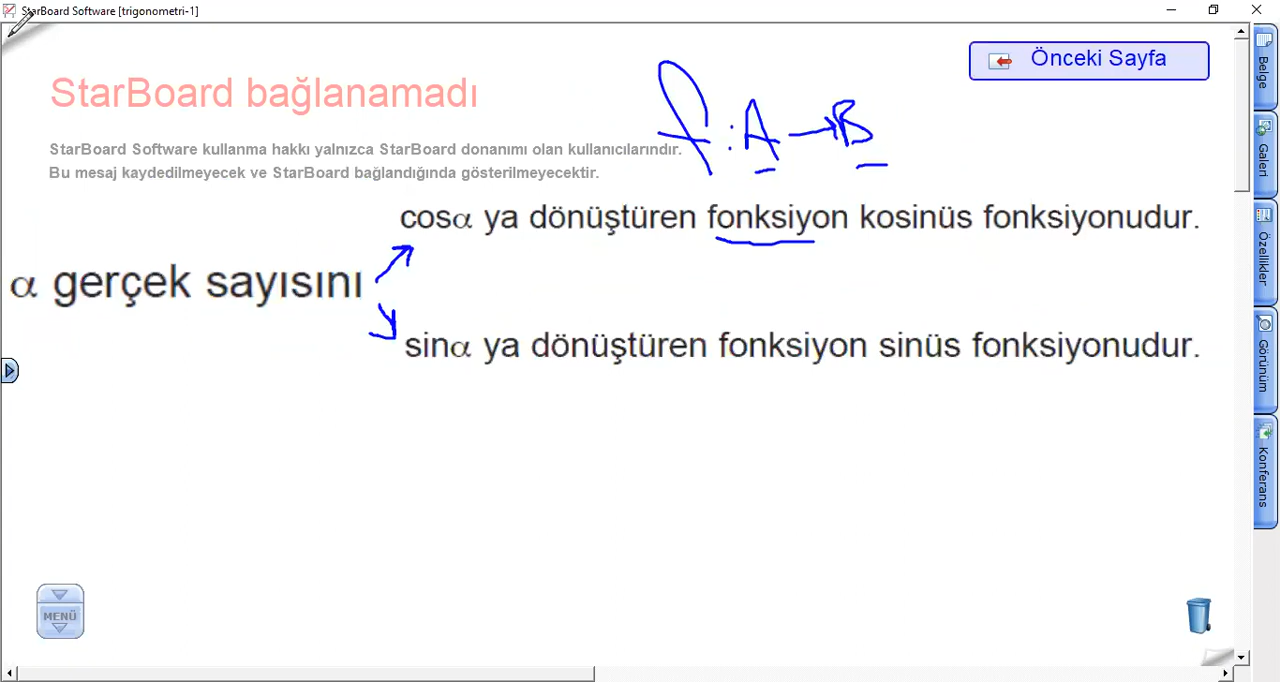 StarBoard Software [trigonometri-1]
Önceki Sayfa
StarBoard bağlanamadı
f : A → B
StarBoard Software kullanma hakkı yalnızca StarBoard donanımı olan kullanıcılarındır.
Bu mesaj kaydedilmeyecek ve StarBoard bağlandığında gösterilmeyecektir.
cosα ya dönüştüren fonksiyon kosinüs fonksiyonudur.
α gerçek sayısını
sinα ya dönüştüren fonksiyon sinüs fonksiyonudur.
MENÜ
Belge
Galeri
Özellikler
Görünüm
Konferans